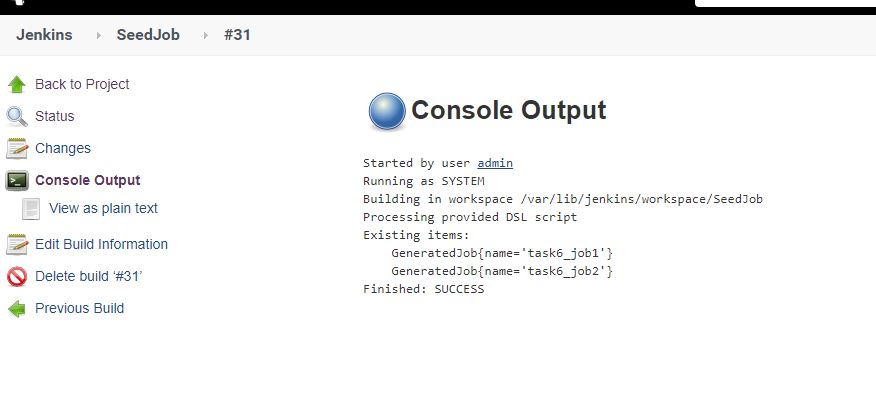 Jenkins SeedJob #31
Back to Project
Status
Changes
Console Output
View as plain text
Edit Build Information
Delete build ‘#31’
Previous Build
Console Output
Started by user admin
Running as SYSTEM
Building in workspace /var/lib/jenkins/workspace/SeedJob
Processing provided DSL script
Existing items:
    GeneratedJob{name='task6_job1'}
    GeneratedJob{name='task6_job2'}
Finished: SUCCESS